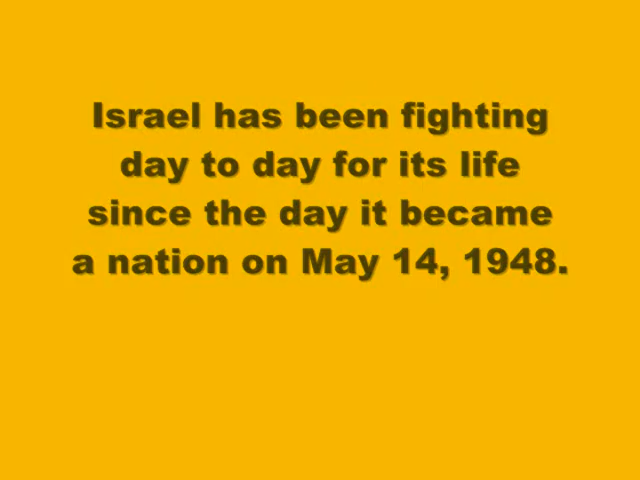 Israel has been fighting
day to day for its life
since the day it became
a nation on May 14, 1948.